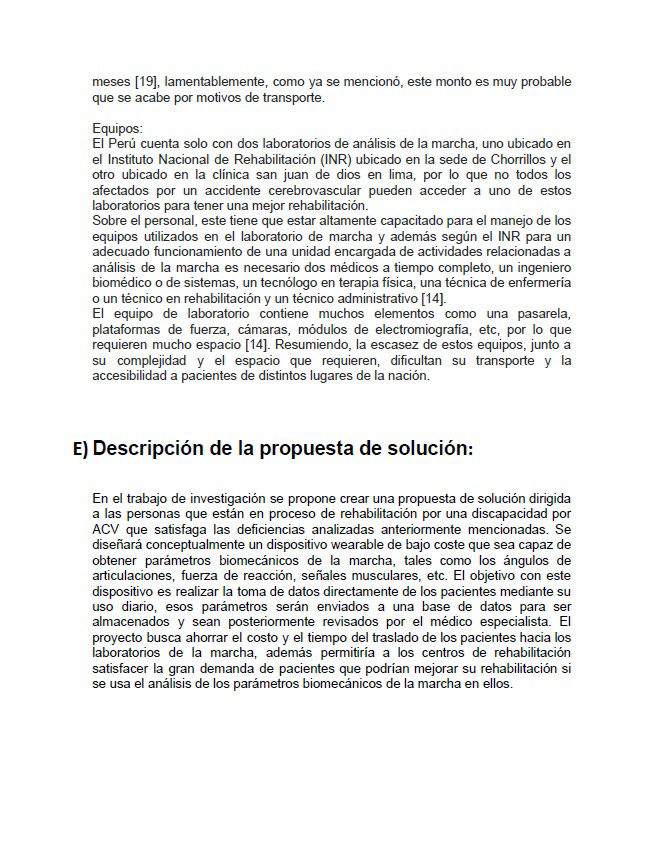 meses [19], lamentablemente, como ya se mencionó, este monto es muy probable
que se acabe por motivos de transporte.
Equipos:
El Perú cuenta solo con dos laboratorios de análisis de la marcha, uno ubicado en
el Instituto Nacional de Rehabilitación (INR) ubicado en la sede de Chorrillos y el
otro ubicado en la clínica san juan de dios en lima, por lo que no todos los
afectados por un accidente cerebrovascular pueden acceder a uno de estos
laboratorios para tener una mejor rehabilitación.
Sobre el personal, este tiene que estar altamente capacitado para el manejo de los
equipos utilizados en el laboratorio de marcha y además según el INR para un
adecuado funcionamiento de una unidad encargada de actividades relacionadas a
análisis de la marcha es necesario dos médicos a tiempo completo, un ingeniero
biomédico o de sistemas, un tecnólogo en terapia física, una técnica de enfermería
o un técnico en rehabilitación y un técnico administrativo [14].
El equipo de laboratorio contiene muchos elementos como una pasarela,
plataformas de fuerza, cámaras, módulos de electromiografía, etc, por lo que
requieren mucho espacio [14]. Resumiendo, la escasez de estos equipos, junto a
su complejidad y el espacio que requieren, dificultan su transporte y la
accesibilidad a pacientes de distintos lugares de la nación.
E) Descripción de la propuesta de solución:
En el trabajo de investigación se propone crear una propuesta de solución dirigida
a las personas que están en proceso de rehabilitación por una discapacidad por
ACV que satisfaga las deficiencias analizadas anteriormente mencionadas. Se
diseñará conceptualmente un dispositivo wearable de bajo coste que sea capaz de
obtener parámetros biomecánicos de la marcha, tales como los ángulos de
articulaciones, fuerza de reacción, señales musculares, etc. El objetivo con este
dispositivo es realizar la toma de datos directamente de los pacientes mediante su
uso diario, esos parámetros serán enviados a una base de datos para ser
almacenados y sean posteriormente revisados por el médico especialista. El
proyecto busca ahorrar el costo y el tiempo del traslado de los pacientes hacia los
laboratorios de la marcha, además permitiría a los centros de rehabilitación
satisfacer la gran demanda de pacientes que podrían mejorar su rehabilitación si
se usa el análisis de los parámetros biomecánicos de la marcha en ellos.